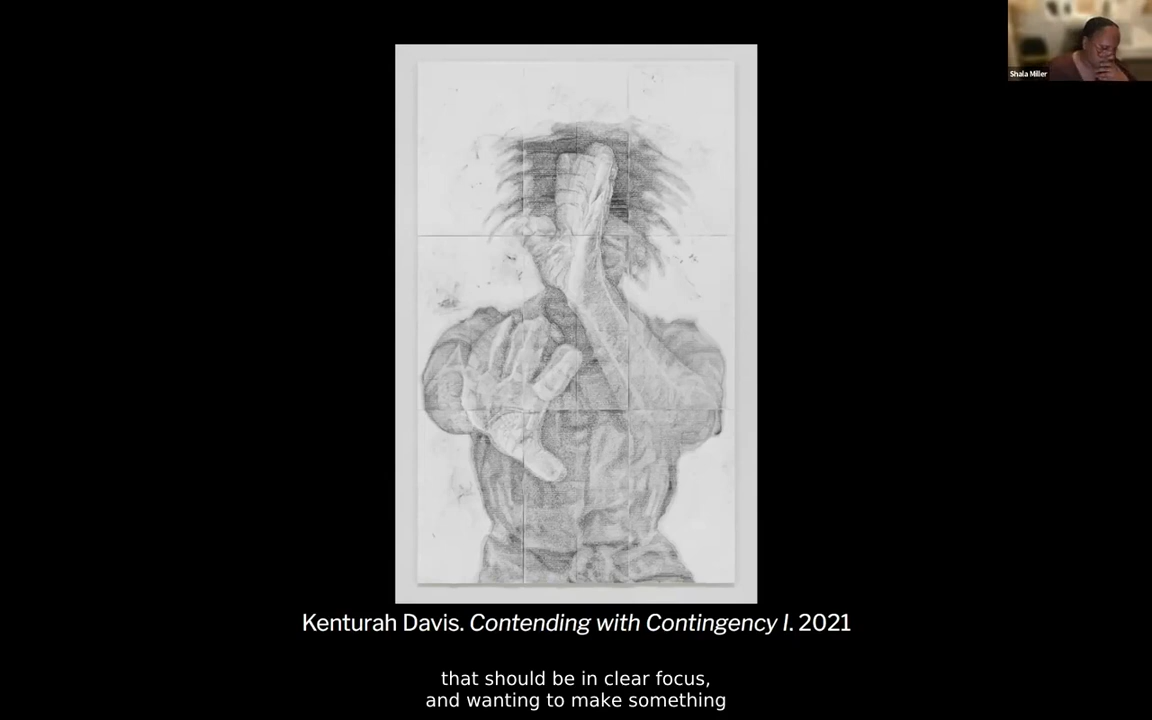 Shala Miller
Kenturah Davis. Contending with Contingency I. 2021
that should be in clear focus,
and wanting to make something